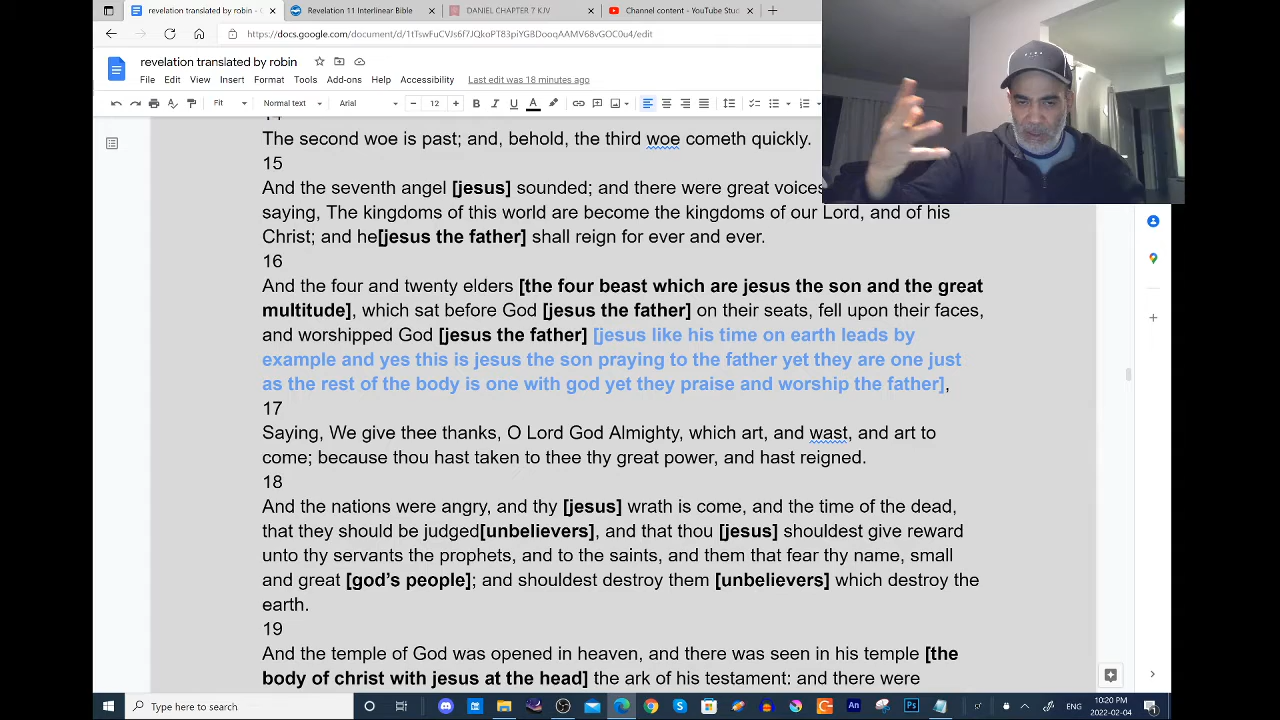 revelation translated by robin - G
Revelation 11 Interlinear Bible
DANIEL CHAPTER 7 KJV
Channel content - YouTube Stud
https://docs.google.com/document/d/
/edit
revelation translated by robin
File Edit View Insert Format Tools Add-ons Help Accessibility Last edit was 18 minutes ago
Fit Normal text Arial 12 B I U A
The second woe is past; and, behold, the third woe cometh quickly.
15
And the seventh angel [jesus] sounded; and there were great voices
saying, The kingdoms of this world are become the kingdoms of our Lord, and of his
Christ; and he[jesus the father] shall reign for ever and ever.
16
And the four and twenty elders [the four beast which are jesus the son and the great
multitude], which sat before God [jesus the father] on their seats, fell upon their faces,
and worshipped God [jesus the father] [jesus like his time on earth leads by
example and yes this is jesus the son praying to the father yet they are one just
as the rest of the body is one with god yet they praise and worship the father],
17
Saying, We give thee thanks, O Lord God Almighty, which art, and wast, and art to
come; because thou hast taken to thee thy great power, and hast reigned.
18
And the nations were angry, and thy [jesus] wrath is come, and the time of the dead,
that they should be judged[unbelievers], and that thou [jesus] shouldest give reward
unto thy servants the prophets, and to the saints, and them that fear thy name, small
and great [god's people]; and shouldest destroy them [unbelievers] which destroy the
earth.
19
And the temple of God was opened in heaven, and there was seen in his temple [the
body of christ with jesus at the head] the ark of his testament: and there were
Type here to search
An
Ps
ENG
10:20 PM
2022-02-04